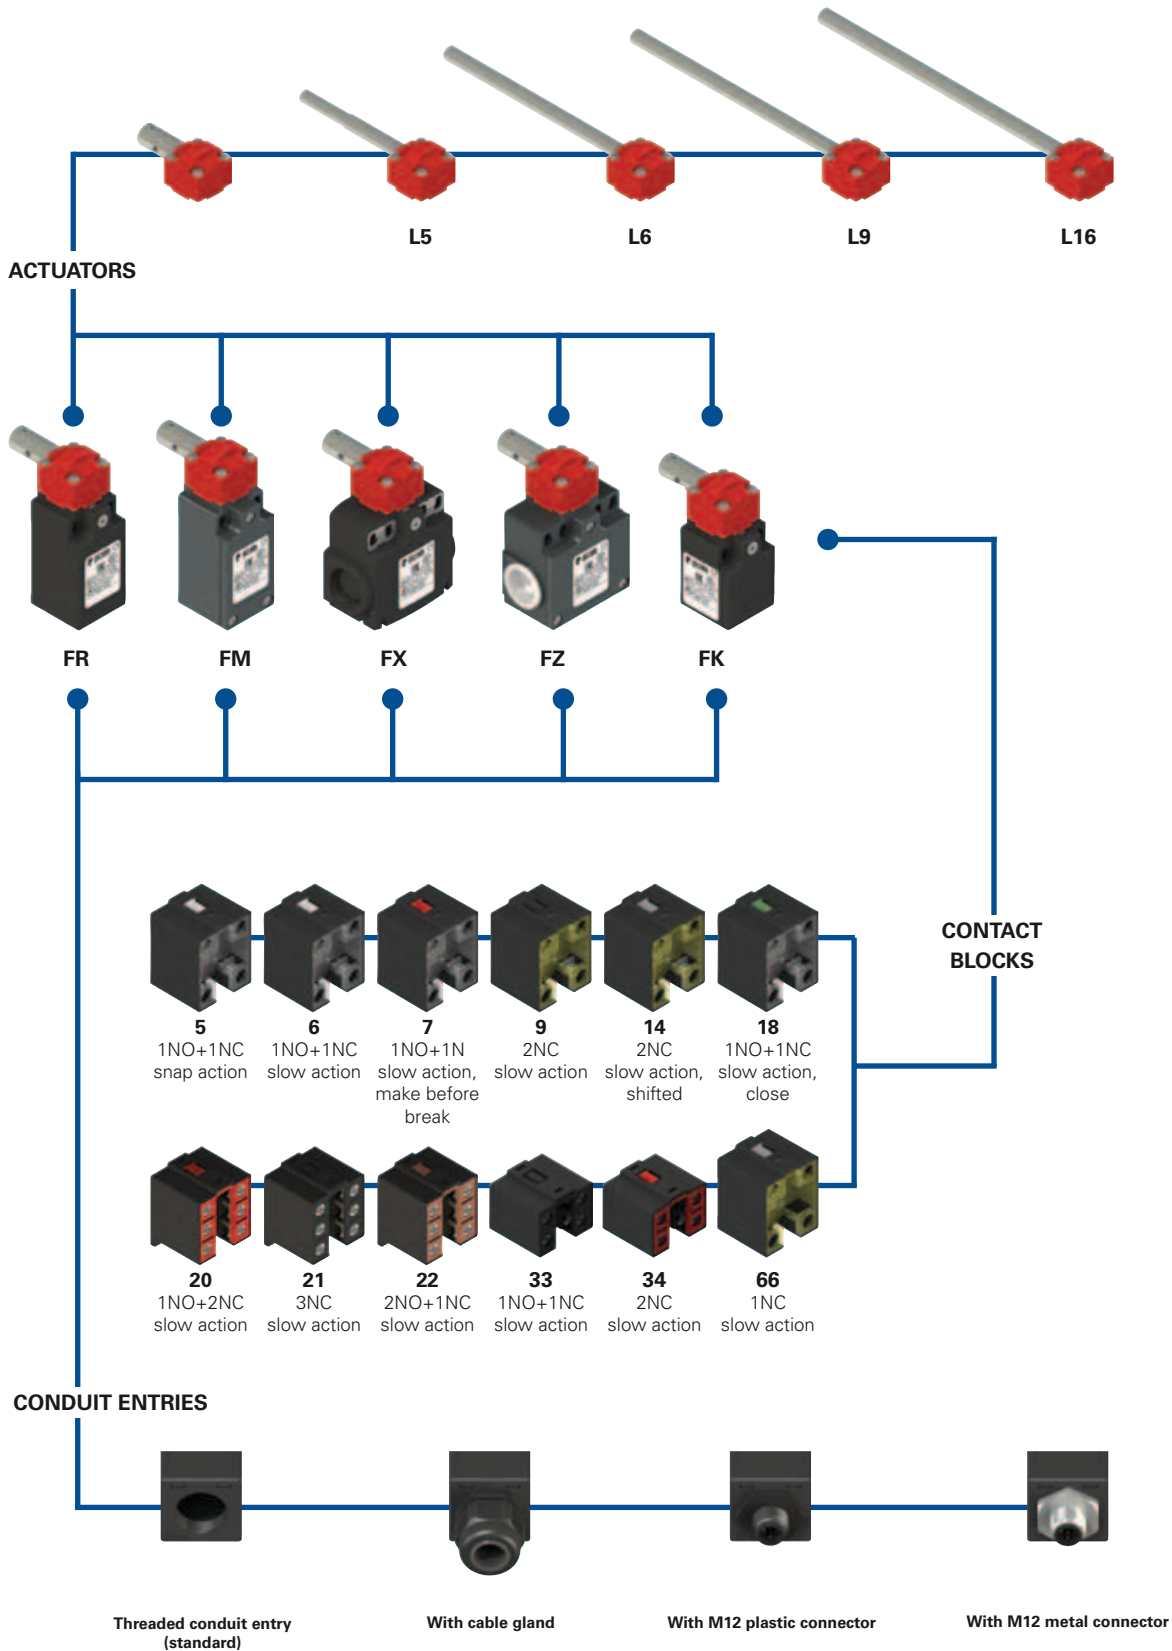 L5 L6 L9 L16
ACTUATORS
FR FM FX FZ FK
CONTACT
BLOCKS
5 6 7 9 14 18
1NO+1NC 1NO+1NC 1NO+1N 2NC 2NC 1NO+1NC
snap action slow action slow action, slow action slow action, slow action,
make before shifted close
break
20 21 22 33 34 66
1NO+2NC 3NC 2NO+1NC 1NO+1NC 2NC 1NC
slow action slow action slow action slow action slow action slow action
CONDUIT ENTRIES
Threaded conduit entry With cable gland With M12 plastic connector With M12 metal connector
(standard)